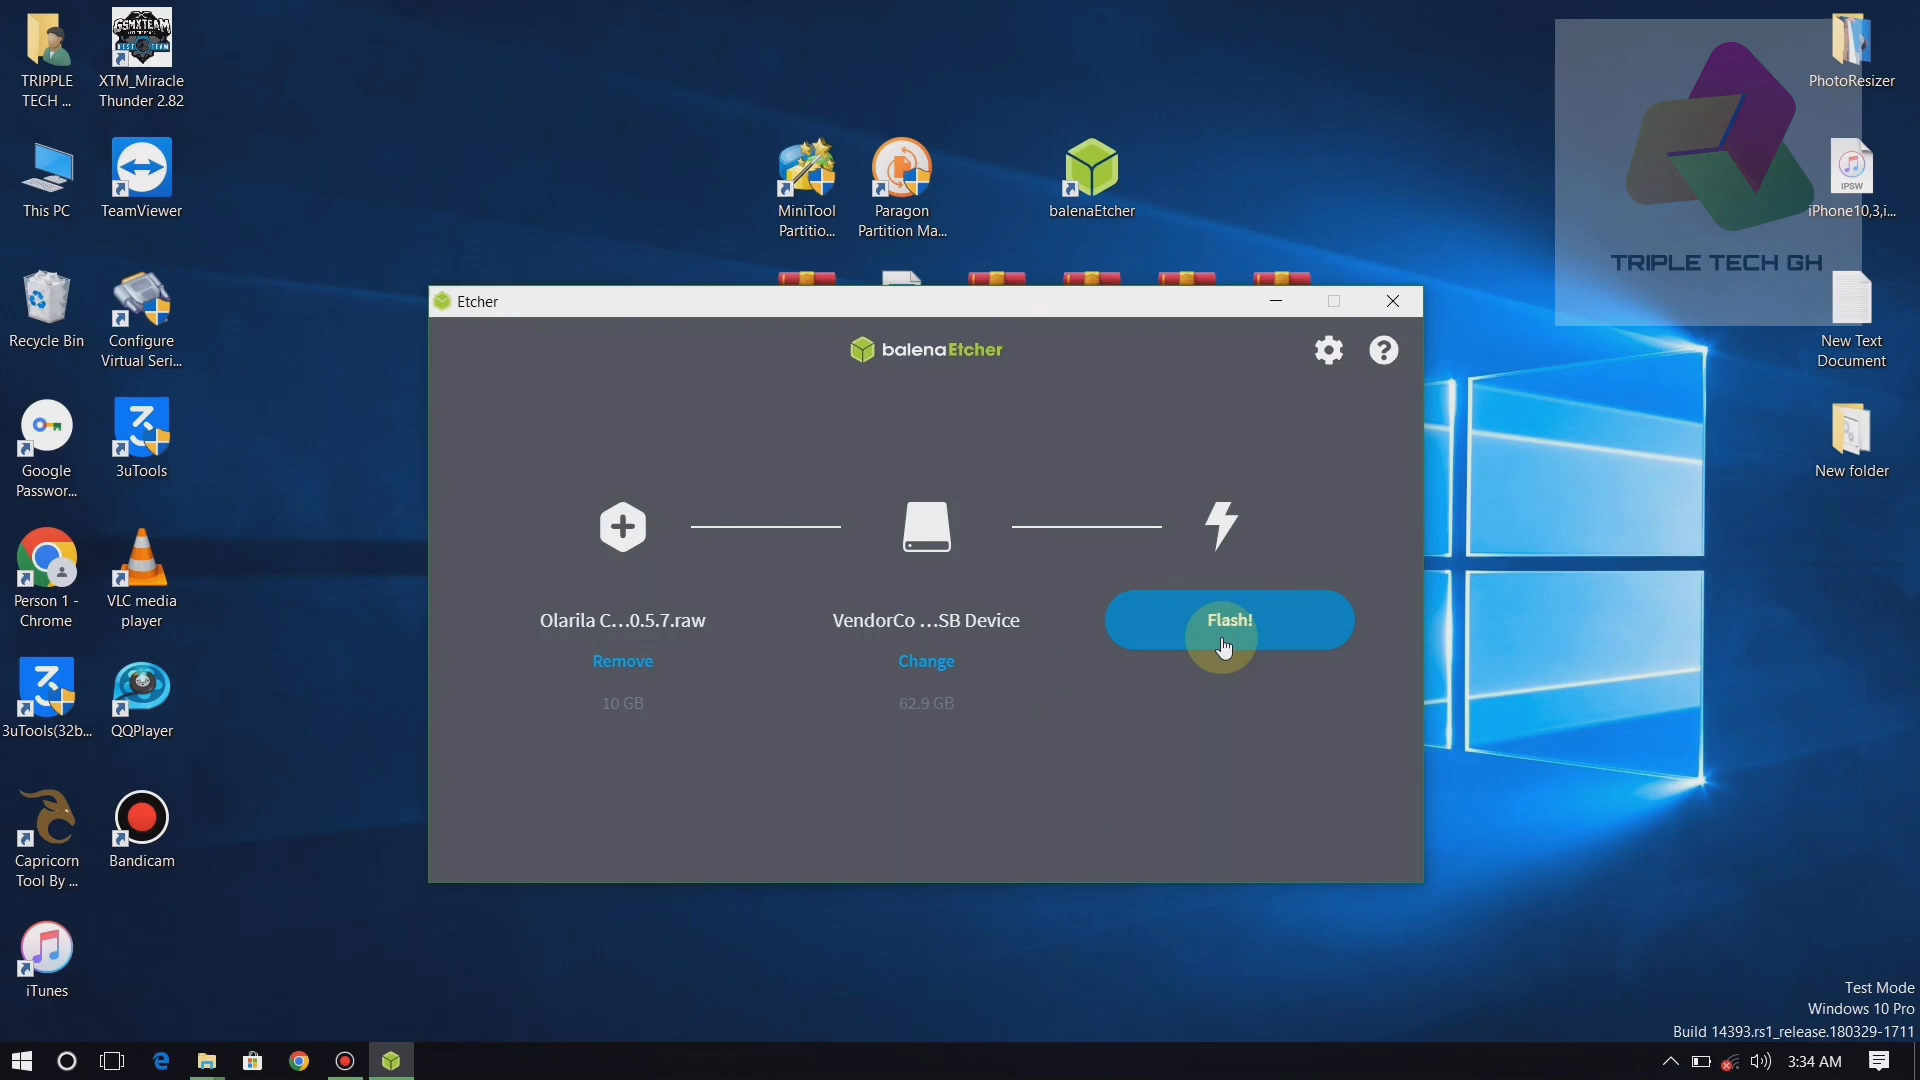 TRIPPLE
TECH ...
GSMXTEAM
BEST TEAM
XTM_Miracle
Thunder 2.82
This PC
TeamViewer
Recycle Bin
Configure
Virtual Seri...
Google
Passwor...
3uTools
Person 1 -
Chrome
VLC media
player
3uTools(32b...
QQPlayer
Capricorn
Tool By ...
Bandicam
iTunes
MiniTool
Partitio...
Paragon
Partition Ma...
balenaEtcher
PhotoResizer
IPSW
iPhone10,3,i...
TRIPLE TECH GH
New Text
Document
New folder
Etcher
balenaEtcher
Olarila C...0.5.7.raw
Remove
10 GB
VendorCo ...SB Device
Change
62.9 GB
Flash!
Test Mode
Windows 10 Pro
Build 14393.rs1_release.180329-1711
3:34 AM